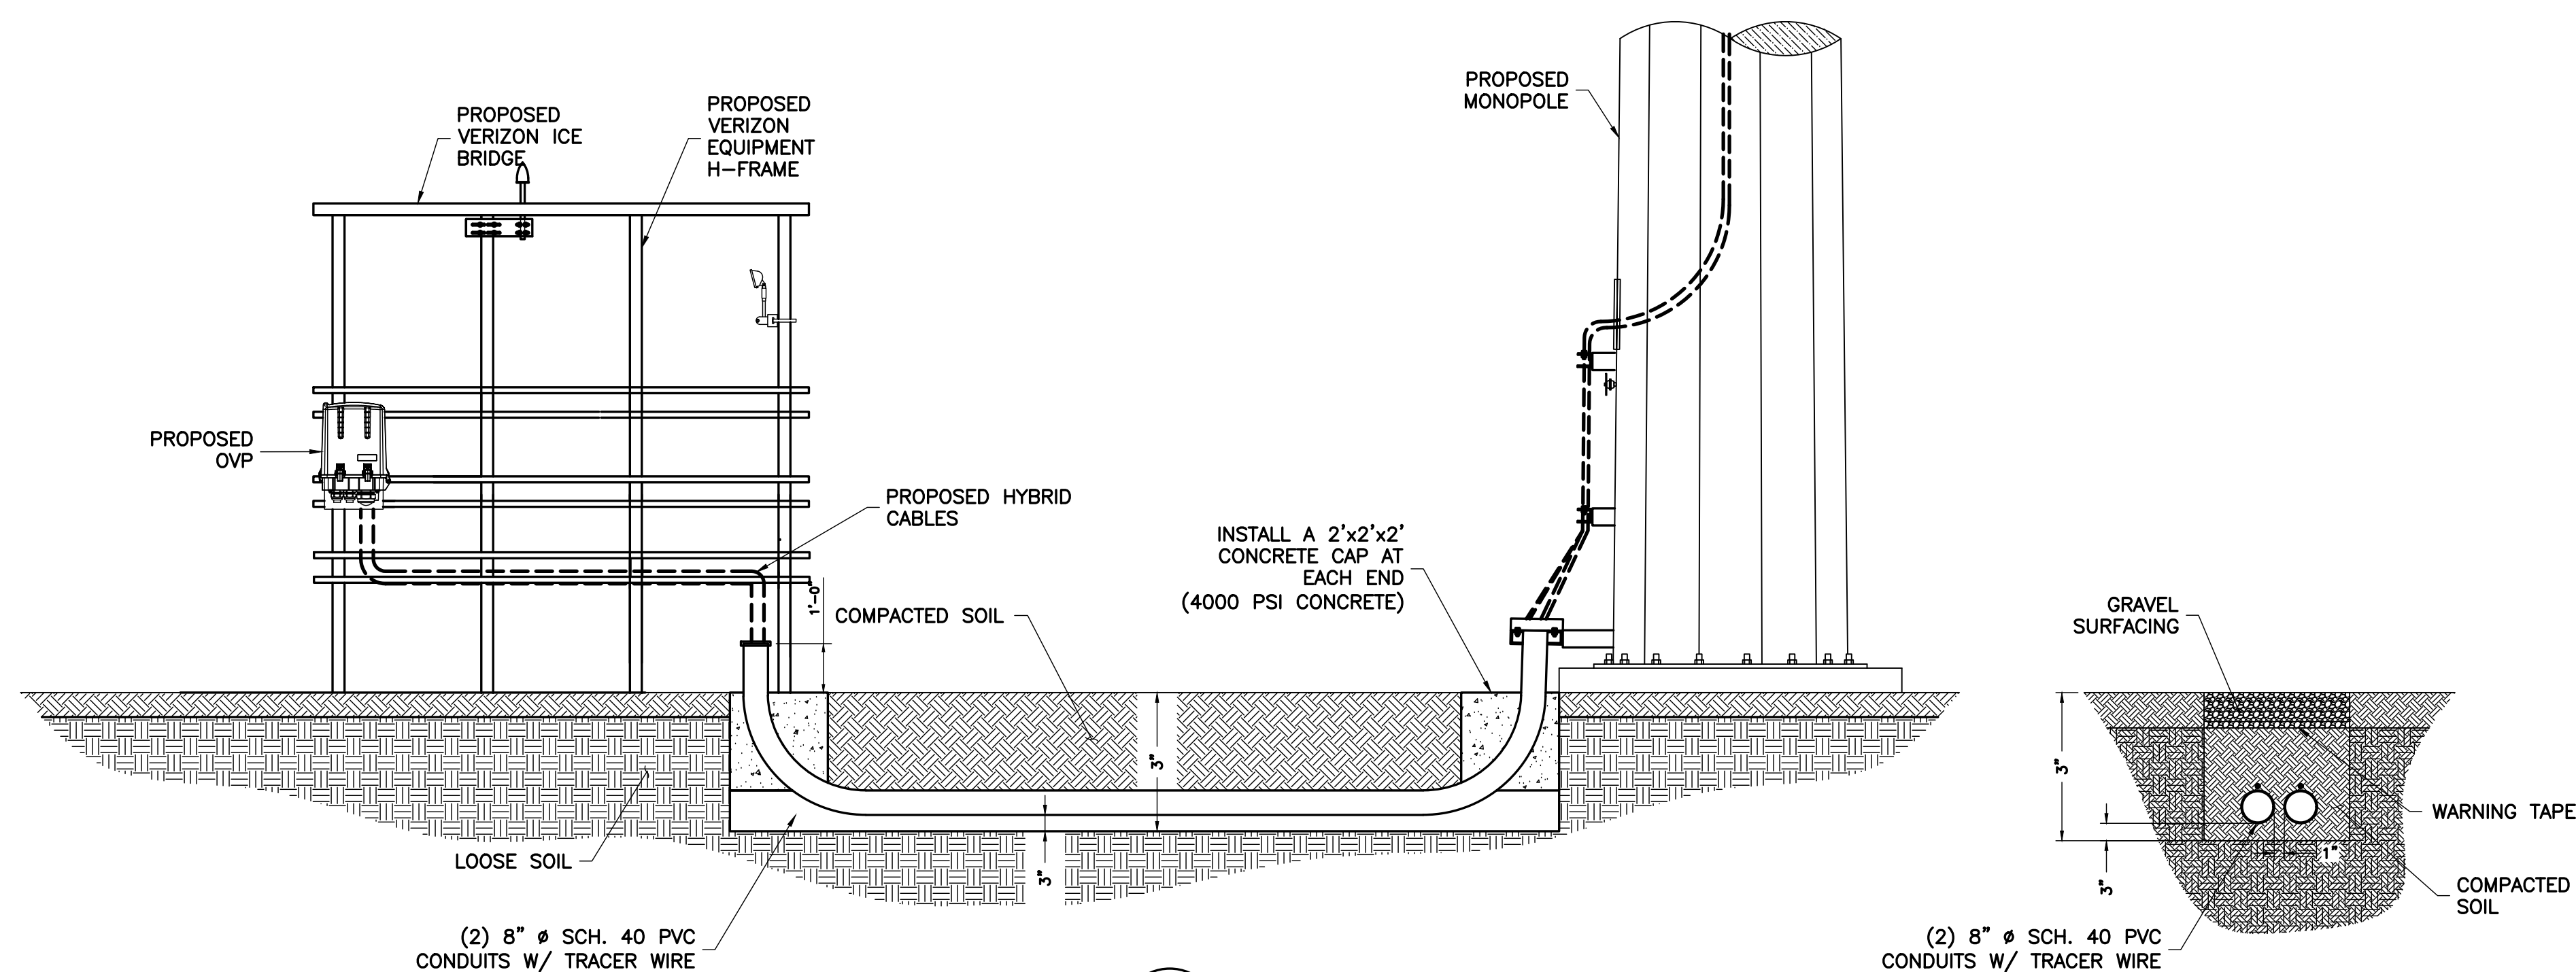 PROPOSED
VERIZON ICE
BRIDGE
PROPOSED
VERIZON
EQUIPMENT
H-FRAME
PROPOSED
MONOPOLE
PROPOSED
OVP
PROPOSED HYBRID
CABLES
1'-0"
COMPACTED SOIL
INSTALL A 2'x2'x2'
CONCRETE CAP AT
EACH END
(4000 PSI CONCRETE)
3"
3"
LOOSE SOIL
(2) 8" ø SCH. 40 PVC
CONDUITS W/ TRACER WIRE
GRAVEL
SURFACING
3"
3"
1"
WARNING TAPE
COMPACTED
SOIL
(2) 8" ø SCH. 40 PVC
CONDUITS W/ TRACER WIRE